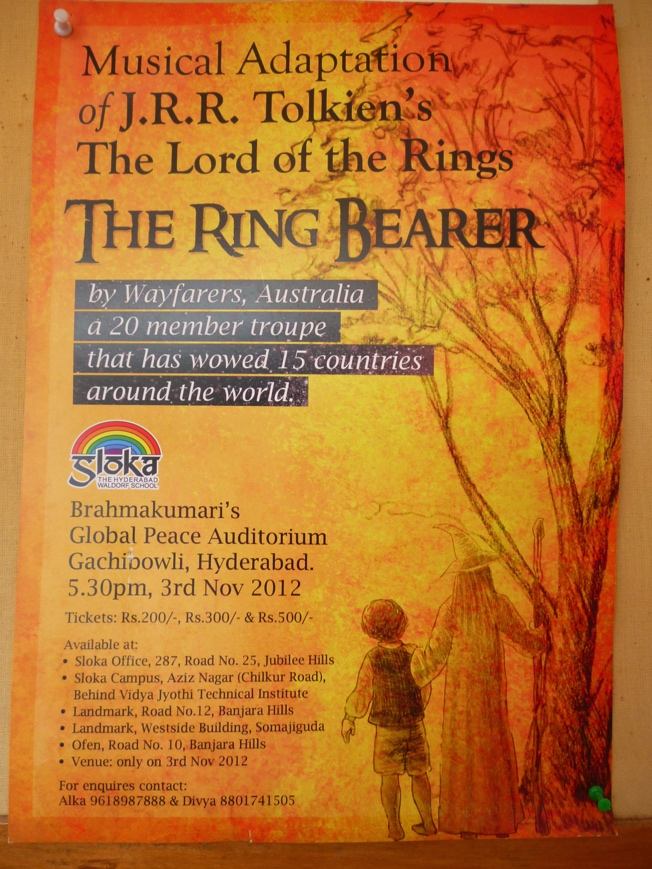 Musical Adaptation
of J.R.R. Tolkien's
The Lord of the Rings
THE RING BEARER
by Wayfarers, Australia
a 20 member troupe
that has wowed 15 countries
around the world.
sloka
THE HYDERABAD
WALDORF SCHOOL
Brahmakumari's
Global Peace Auditorium
Gachibowli, Hyderabad.
5.30pm, 3rd Nov 2012
Tickets: Rs.200/-, Rs.300/- & Rs.500/-
Available at:
• Sloka Office, 287, Road No. 25, Jubilee Hills
• Sloka Campus, Aziz Nagar (Chilkur Road),
Behind Vidya Jyothi Technical Institute
• Landmark, Road No.12, Banjara Hills
• Landmark, Westside Building, Somajiguda
• Ofen, Road No. 10, Banjara Hills
• Venue: only on 3rd Nov 2012
For enquires contact:
Alka 9618987888 & Divya 8801741505